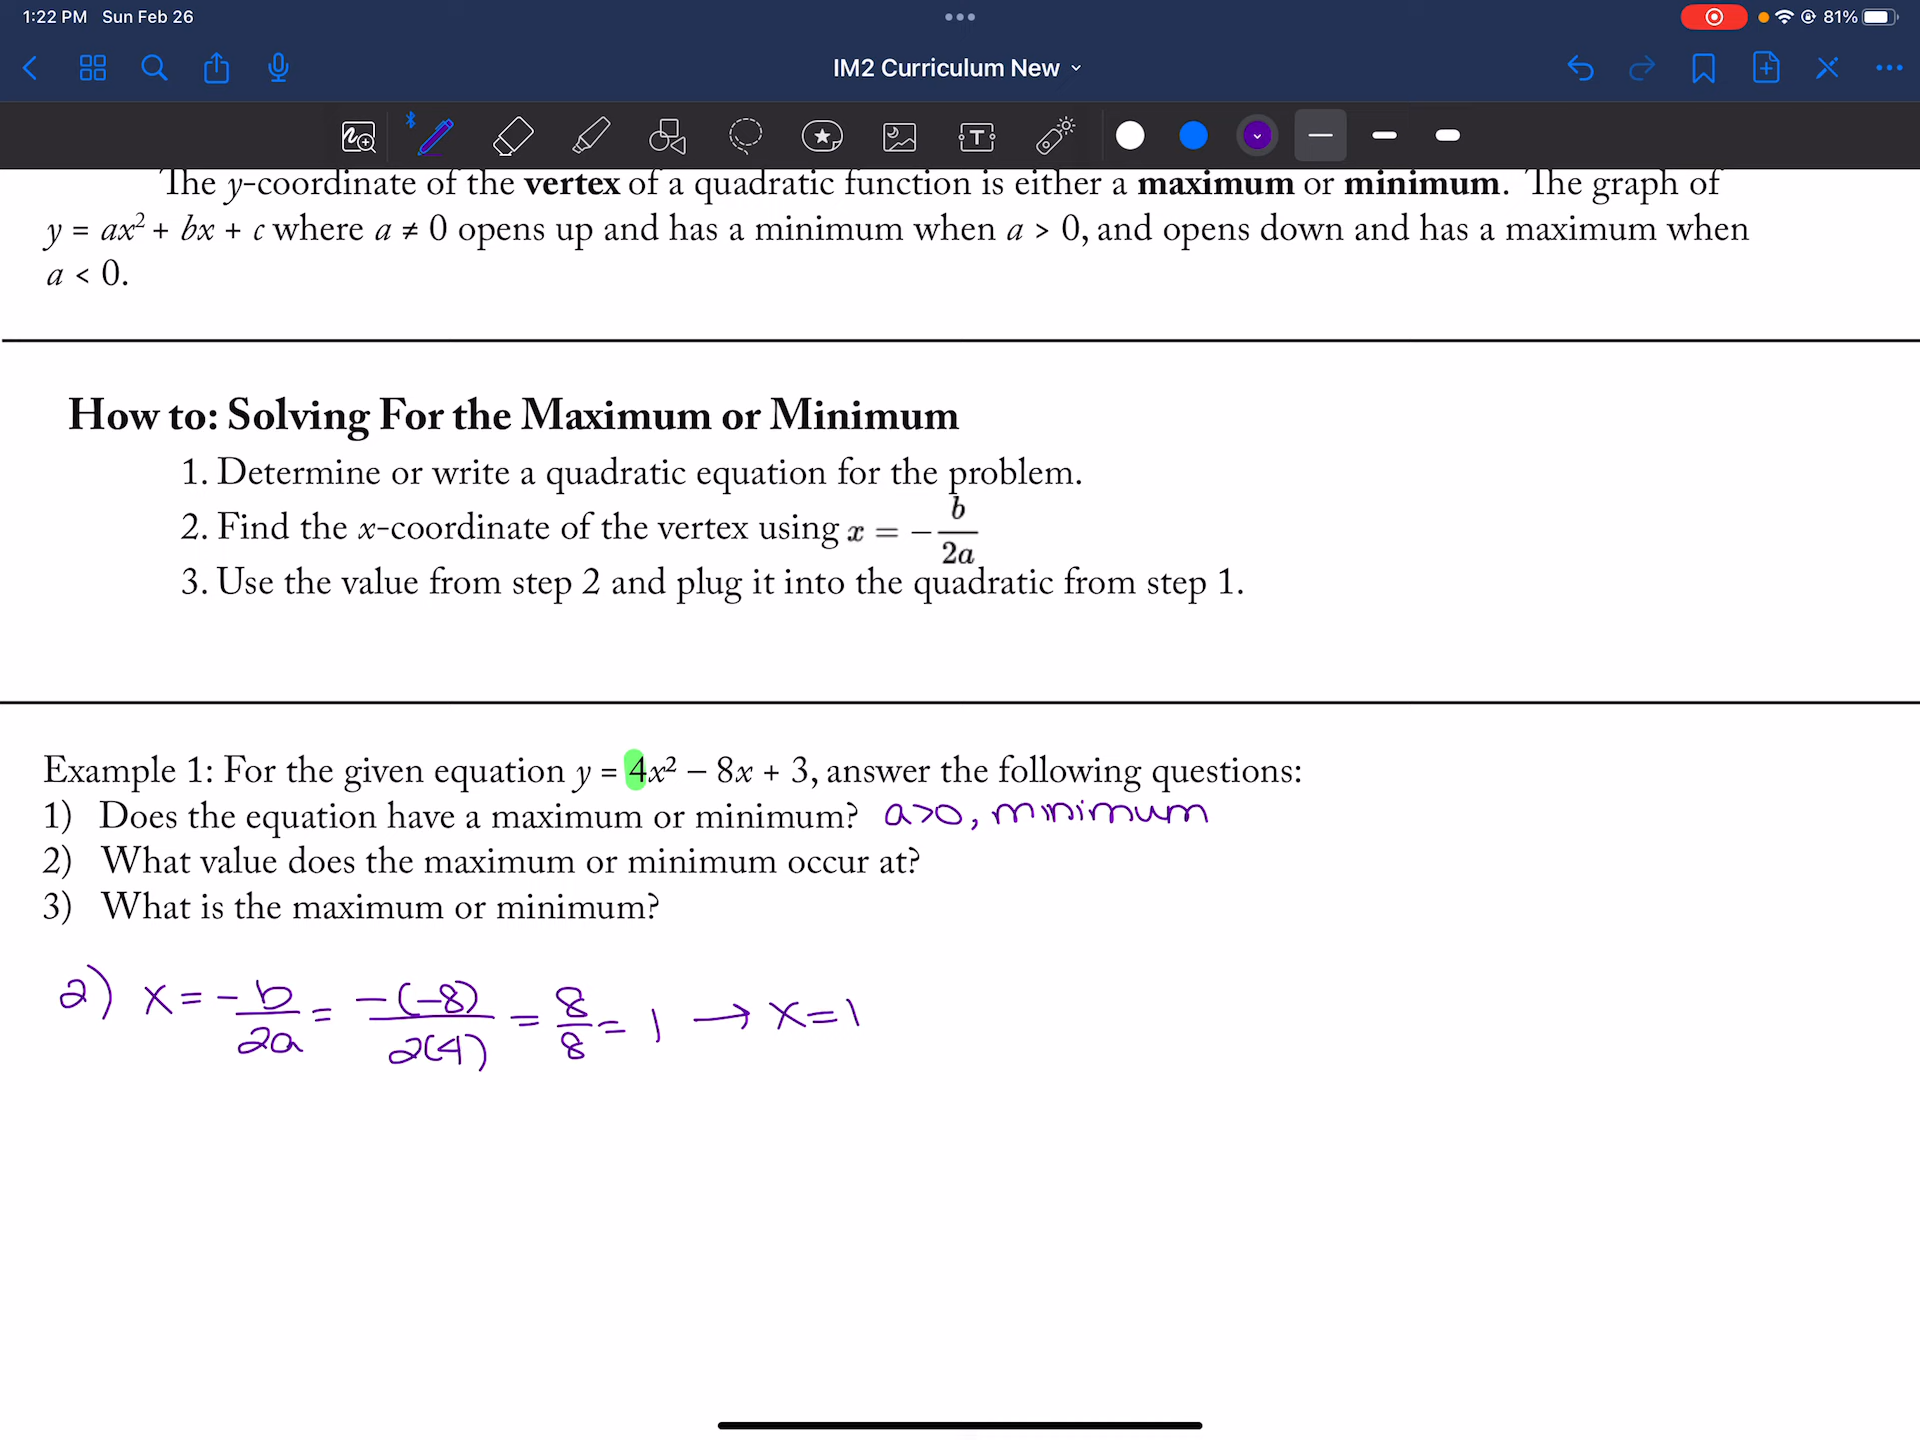 1:22 PM Sun Feb 26
81%
IM2 Curriculum New
The y-coordinate of the vertex of a quadratic function is either a maximum or minimum. The graph of
y = ax² + bx + c where a ≠ 0 opens up and has a minimum when a > 0, and opens down and has a maximum when
a < 0.
How to: Solving For the Maximum or Minimum
1. Determine or write a quadratic equation for the problem.
2. Find the x-coordinate of the vertex using x = -b/2a
3. Use the value from step 2 and plug it into the quadratic from step 1.
Example 1: For the given equation y = 4x² – 8x + 3, answer the following questions:
1) Does the equation have a maximum or minimum? a>0, minimum
2) What value does the maximum or minimum occur at?
3) What is the maximum or minimum?
2) x = -b/2a = -(-8)/2(4) = 8/8 = 1 → x=1